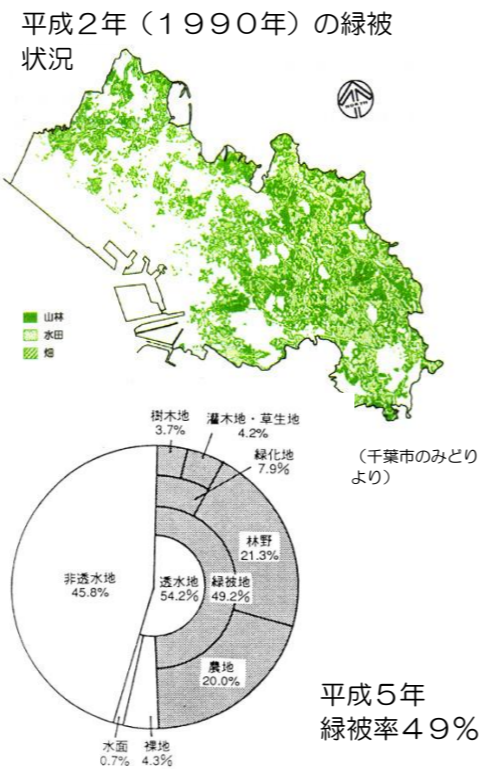 平成２年（１９９０年）の緑被
状況
NORTH
山林
水田
畑
樹木地
3.7%
灌木地・草生地
4.2%
緑化地
7.9%
（千葉市のみどり
より）
林野
21.3%
非透水地
45.8%
透水地
54.2%
緑被地
49.2%
農地
20.0%
水面
0.7%
裸地
4.3%
平成５年
緑被率４９％